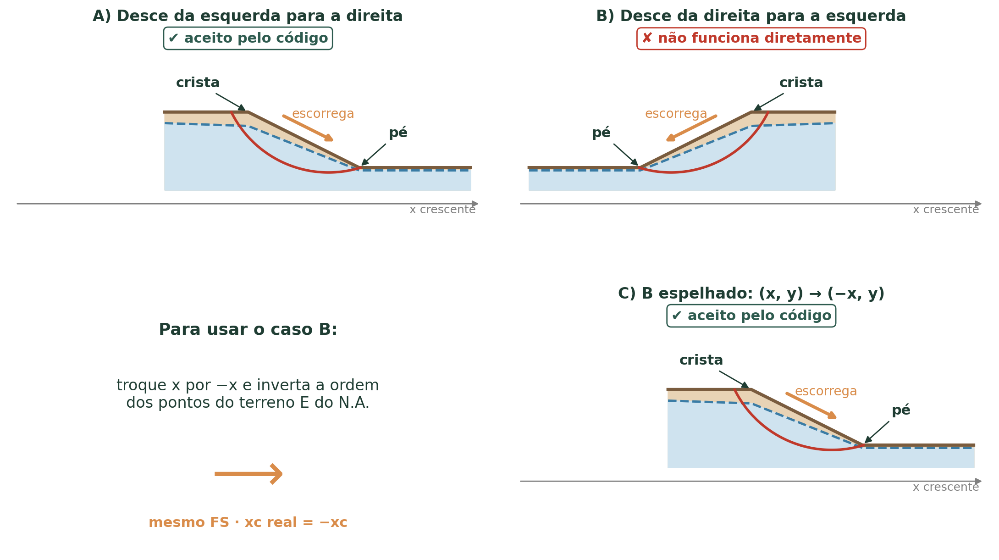 A) Desce da esquerda para a direita
✔ aceito pelo código
crista
escorrega
pé
x crescente
B) Desce da direita para a esquerda
✘ não funciona diretamente
crista
escorrega
pé
x crescente
Para usar o caso B:
troque x por −x e inverta a ordem
dos pontos do terreno E do N.A.
mesmo FS · xc real = −xc
C) B espelhado: (x, y) → (−x, y)
✔ aceito pelo código
crista
escorrega
pé
x crescente